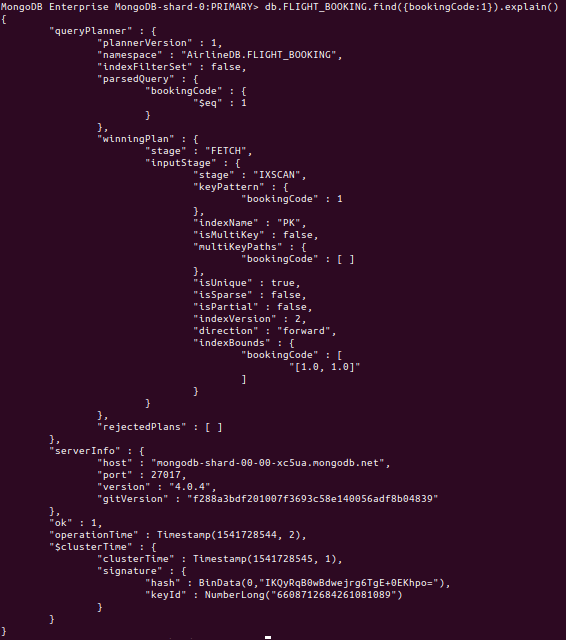 MongoDB Enterprise MongoDB-shard-0:PRIMARY> db.FLIGHT_BOOKING.find({bookingCode:1}).explain()
{
        "queryPlanner" : {
                "plannerVersion" : 1,
                "namespace" : "AirlineDB.FLIGHT_BOOKING",
                "indexFilterSet" : false,
                "parsedQuery" : {
                        "bookingCode" : {
                                "$eq" : 1
                        }
                },
                "winningPlan" : {
                        "stage" : "FETCH",
                        "inputStage" : {
                                "stage" : "IXSCAN",
                                "keyPattern" : {
                                        "bookingCode" : 1
                                },
                                "indexName" : "PK",
                                "isMultiKey" : false,
                                "multiKeyPaths" : {
                                        "bookingCode" : [ ]
                                },
                                "isUnique" : true,
                                "isSparse" : false,
                                "isPartial" : false,
                                "indexVersion" : 2,
                                "direction" : "forward",
                                "indexBounds" : {
                                        "bookingCode" : [
                                                "[1.0, 1.0]"
                                        ]
                                }
                        }
                },
                "rejectedPlans" : [ ]
        },
        "serverInfo" : {
                "host" : "mongodb-shard-00-00-xc5ua.mongodb.net",
                "port" : 27017,
                "version" : "4.0.4",
                "gitVersion" : "f288a3bdf201007f3693c58e140056adf8b04839"
        },
        "ok" : 1,
        "operationTime" : Timestamp(1541728544, 2),
        "$clusterTime" : {
                "clusterTime" : Timestamp(1541728545, 1),
                "signature" : {
                        "hash" : BinData(0,"IKQyRqB0wBdwejrg6TgE+0EKhpo="),
                        "keyId" : NumberLong("6608712684261081089")
                }
        }
}